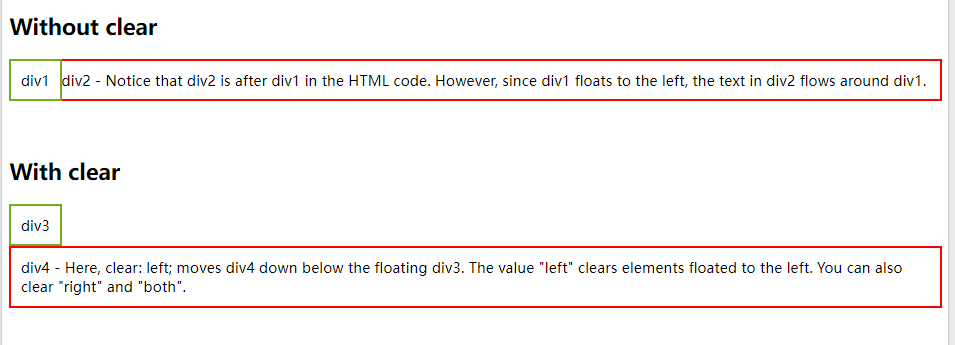 Without clear
div1 div2 - Notice that div2 is after div1 in the HTML code. However, since div1 floats to the left, the text in div2 flows around div1.
With clear
div3
div4 - Here, clear: left; moves div4 down below the floating div3. The value "left" clears elements floated to the left. You can also
clear "right" and "both".